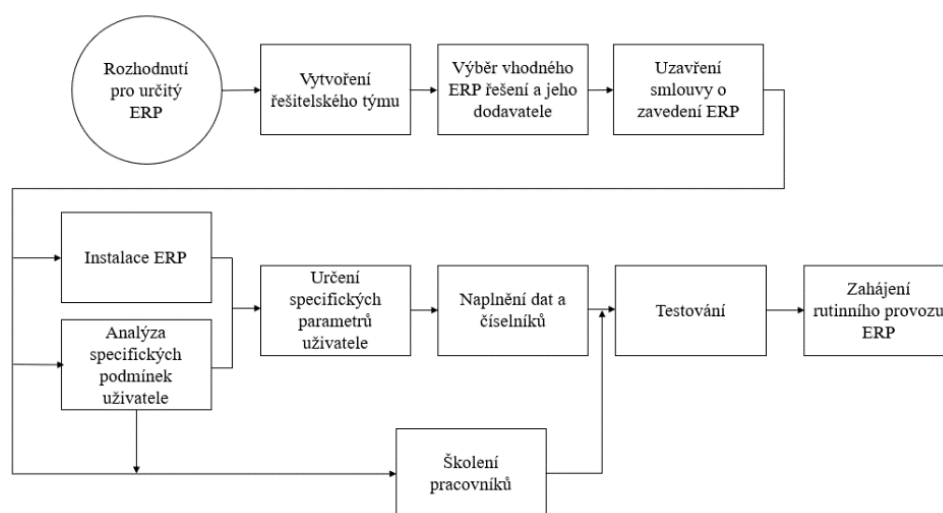 Rozhodnutí
pro určitý
ERP
Vytvoření
řešitelského týmu
Výběr vhodného
ERP řešení a jeho
dodavatele
Uzavření
smlouvy o
zavedení ERP
Instalace ERP
Analýza
specifických
podmínek
uživatele
Určení
specifických
parametrů
uživatele
Naplnění dat a
číselníků
Testování
Zahájení
rutinního provozu
ERP
Školení
pracovníků